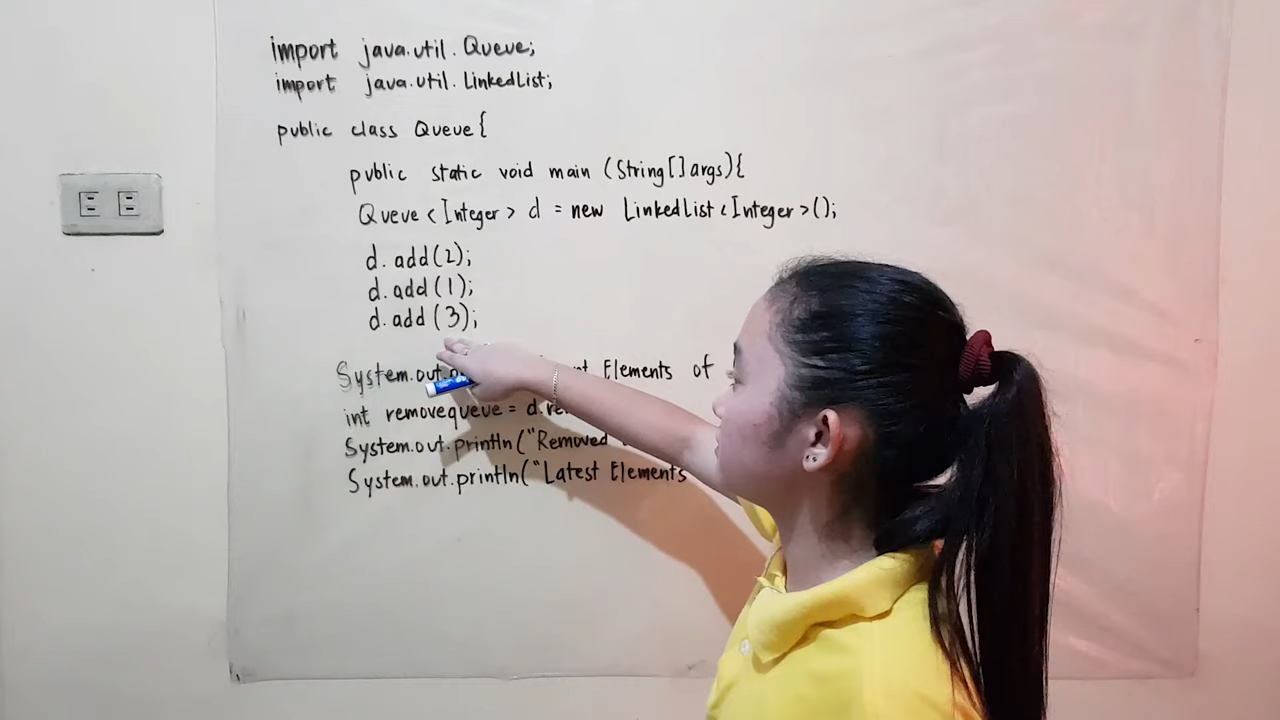 import java.util.Queue;
import java.util.LinkedList;
public class Queue{
public static void main (String[]args){
Queue<Integer> d = new LinkedList<Integer>();
d.add(2);
d.add(1);
d.add(3);
System.out. Elements of
int removequeue = d.re
System.out.println("Removed
System.out.println("Latest Elements